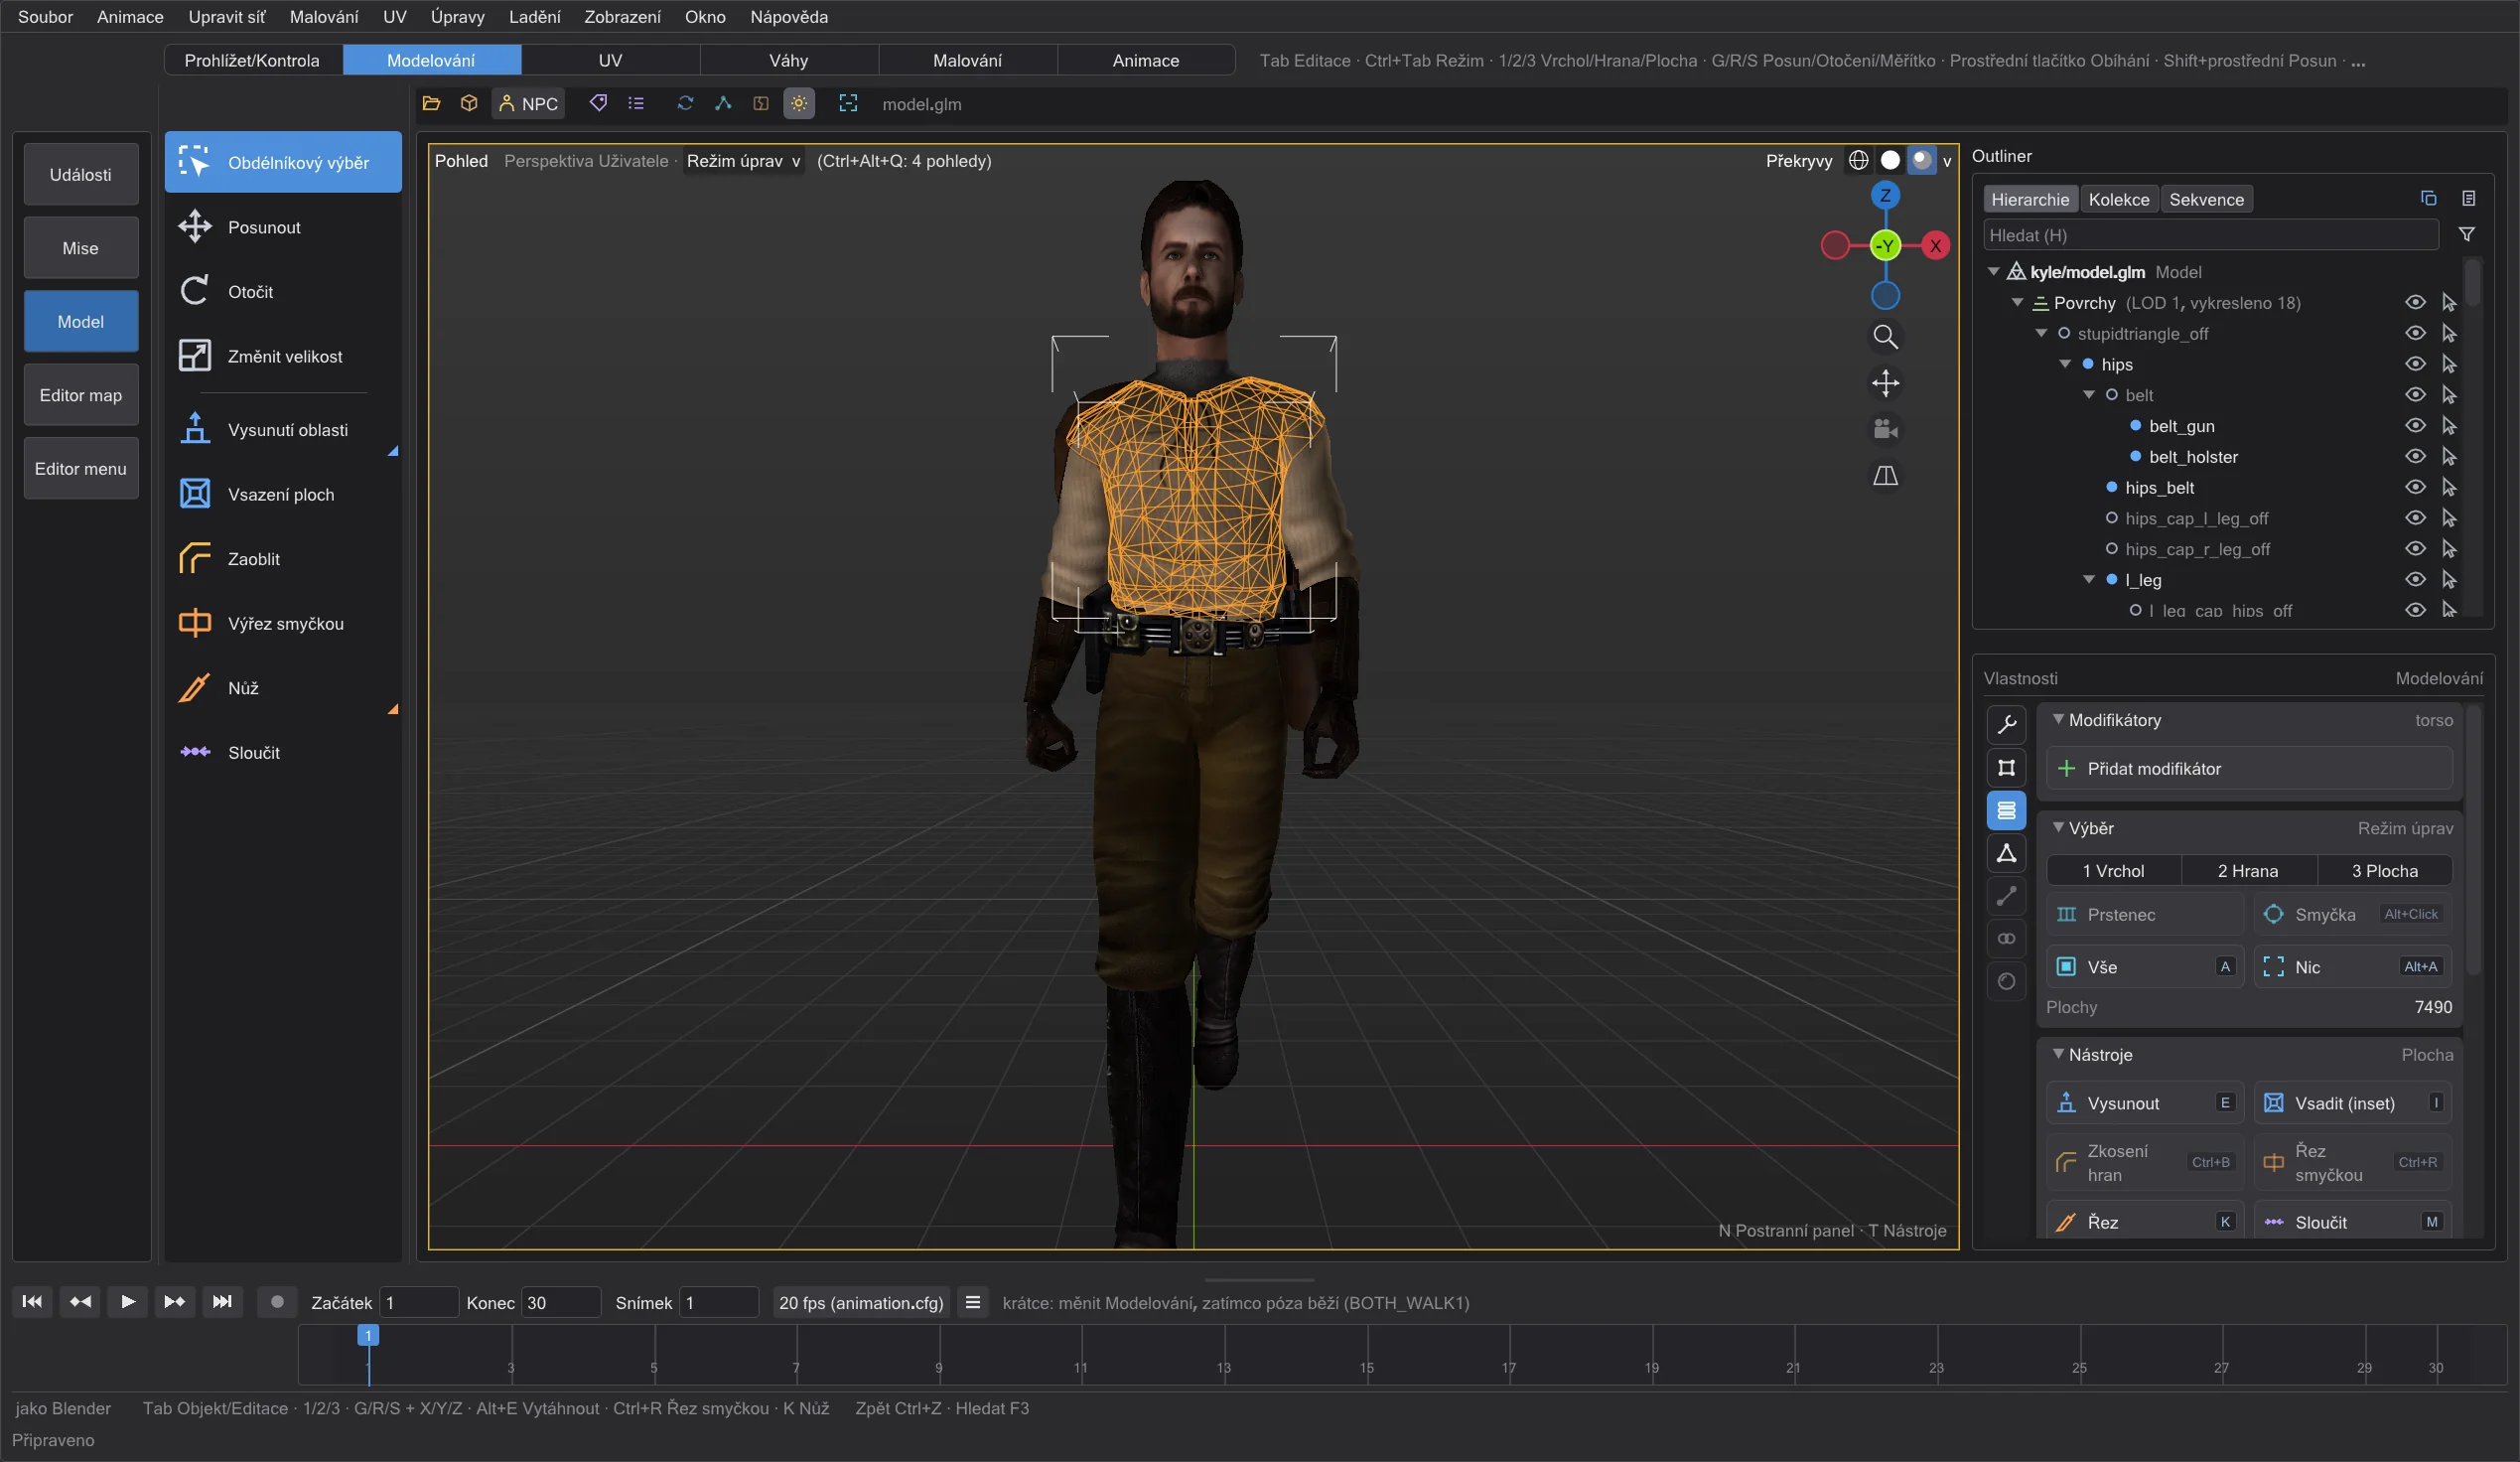 Soubor Animace Upravit síť Malování UV Úpravy Ladění Zobrazení Okno Nápověda
Prohlížet/Kontrola Modelování UV Váhy Malování Animace Tab Editace · Ctrl+Tab Režim · 1/2/3 Vrchol/Hrana/Plocha · G/R/S Posun/Otočení/Měřítko · Prostřední tlačítko Obíhání · Shift+prostřední Posun · ...
NPC model.glm
Události
Mise
Model
Editor map
Editor menu
Obdélníkový výběr
Posunout
Otočit
Změnit velikost
Vysunutí oblasti
Vsazení ploch
Zaoblit
Výřez smyčkou
Nůž
Sloučit
Pohled Perspektiva Uživatele · Režim úprav v (Ctrl+Alt+Q: 4 pohledy) Překryvy v
Z
-Y X
N Postranní panel · T Nástroje
Outliner
Hierarchie Kolekce Sekvence
Hledat (H)
kyle/model.glm Model
Povrchy (LOD 1, vykresleno 18)
stupidtriangle_off
hips
belt
belt_gun
belt_holster
hips_belt
hips_cap_l_leg_off
hips_cap_r_leg_off
l_leg
l_leg_cap_hips_off
Vlastnosti Modelování
Modifikátory torso
Přidat modifikátor
Výběr Režim úprav
1 Vrchol 2 Hrana 3 Plocha
Prstenec Smyčka Alt+Click
Vše A Nic Alt+A
Plochy 7490
Nástroje Plocha
Vysunout E Vsadit (inset) I
Zkosení hran Ctrl+B Řez smyčkou Ctrl+R
Řez K Sloučit M
Začátek 1 Konec 30 Snímek 1 20 fps (animation.cfg) krátce: měnit Modelování, zatímco póza běží (BOTH_WALK1)
1
1 3 5 7 9 11 13 15 17 19 21 23 25 27 29 30
jako Blender Tab Objekt/Editace · 1/2/3 · G/R/S + X/Y/Z · Alt+E Vytáhnout · Ctrl+R Řez smyčkou · K Nůž Zpět Ctrl+Z · Hledat F3
Připraveno